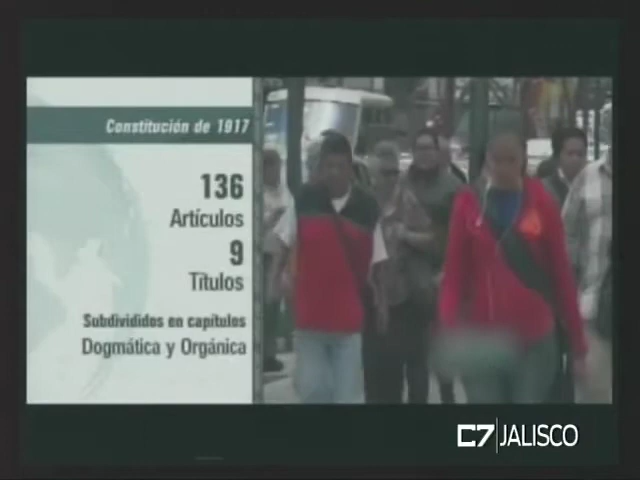 Constitución de 1917
136
Artículos
9
Títulos
Subdivididos en capítulos
Dogmática y Orgánica
C7 JALISCO